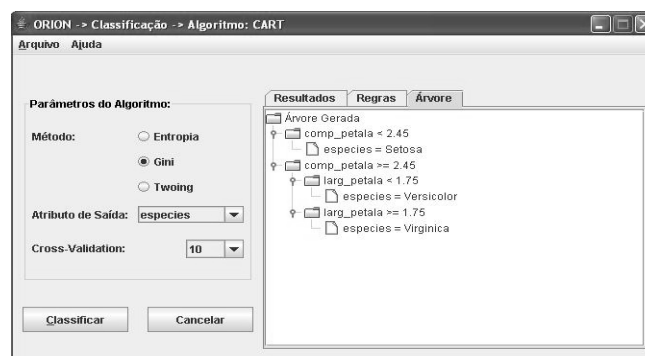 ORION -> Classificação -> Algoritmo: CART
Arquivo Ajuda
Parâmetros do Algoritmo:
Método:
Entropia
Gini
Twoing
Atributo de Saída: especies
Cross-Validation: 10
Classificar Cancelar
Resultados Regras Árvore
Árvore Gerada
comp_petala < 2.45
especies = Setosa
comp_petala >= 2.45
larg_petala < 1.75
especies = Versicolor
larg_petala >= 1.75
especies = Virginica